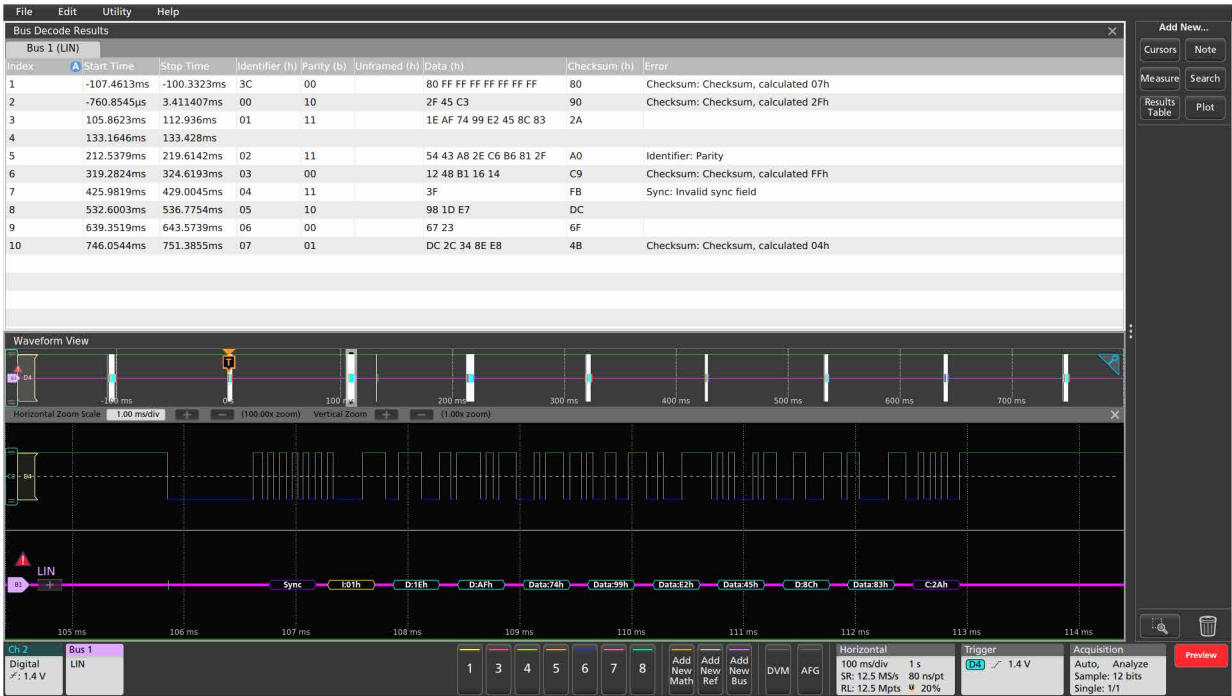 File Edit Utility Help
Bus Decode Results
Bus 1 (LIN)
Index Start Time Stop Time Identifier (h) Parity (b) Unframed (h) Data (h) Checksum (h) Error
1 -107.4613ms -100.3323ms 3C 00 80 FF FF FF FF FF FF FF 80 Checksum: Checksum, calculated 07h
2 -760.8545µs 3.411407ms 00 10 2F 45 C3 90 Checksum: Checksum, calculated 2Fh
3 105.8623ms 112.936ms 01 11 1E AF 74 99 E2 45 8C 83 2A
4 133.1646ms 133.428ms
5 212.5379ms 219.6142ms 02 11 54 43 A8 2E C6 B6 81 2F A0 Identifier: Parity
6 319.2824ms 324.6193ms 03 00 12 48 B1 16 14 C9 Checksum: Checksum, calculated FFh
7 425.9819ms 429.0045ms 04 11 3F FB Sync: Invalid sync field
8 532.6003ms 536.7754ms 05 10 98 1D E7 DC
9 639.3519ms 643.5739ms 06 00 67 23 6F
10 746.0544ms 751.3855ms 07 01 DC 2C 34 8E E8 4B Checksum: Checksum, calculated 04h
Add New...
Cursors Note
Measure Search
Results Table Plot
Waveform View
T
B1 D4
200 ms 300 ms 400 ms 500 ms 600 ms 700 ms
Horizontal Zoom Scale 1.00 ms/div (100.00x zoom) Vertical Zoom (1.00x zoom)
C2 D4
LIN
B1 Sync I:01h D:1Eh D:AFh Data:74h Data:99h Data:E2h Data:45h D:8Ch Data:83h C:2Ah
105 ms 106 ms 107 ms 108 ms 109 ms 110 ms 111 ms 112 ms 113 ms 114 ms
Ch 2
Digital
: 1.4 V
Bus 1
LIN
1 2 3 4 5 6 7 8
Add New Math
Add New Ref
Add New Bus
DVM AFG
Horizontal
100 ms/div 1 s
SR: 12.5 MS/s 80 ns/pt
RL: 12.5 Mpts 20%
Trigger
D4 1.4 V
Acquisition
Auto, Analyze
Sample: 12 bits
Single: 1/1
Preview